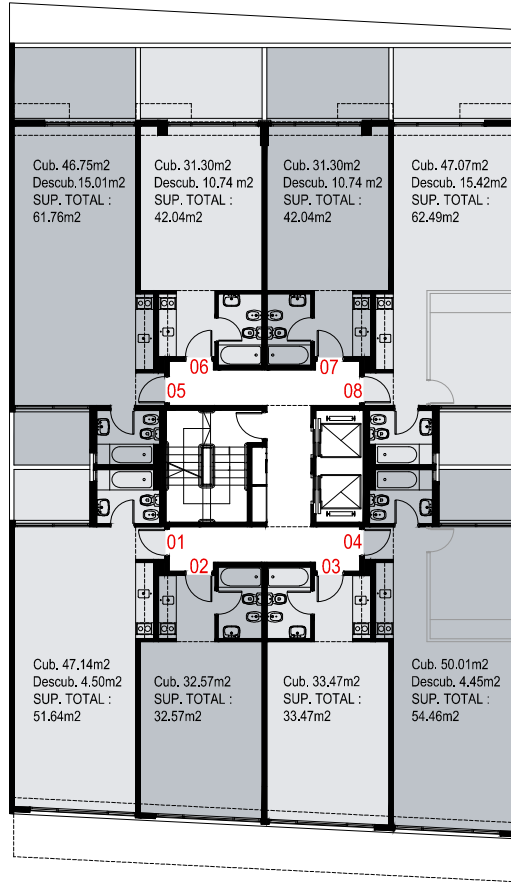 Cub. 46.75m2
Descub.15.01m2
SUP. TOTAL :
61.76m2
Cub. 31.30m2
Descub. 10.74 m2
SUP. TOTAL :
42.04m2
Cub. 31.30m2
Descub. 10.74 m2
SUP. TOTAL :
42.04m2
Cub. 47.07m2
Descub. 15.42m2
SUP. TOTAL :
62.49m2
06
07
05
08
01
04
02
03
Cub. 47.14m2
Descub. 4.50m2
SUP. TOTAL :
51.64m2
Cub. 32.57m2
SUP. TOTAL :
32.57m2
Cub. 33.47m2
SUP. TOTAL :
33.47m2
Cub. 50.01m2
Descub. 4.45m2
SUP. TOTAL :
54.46m2